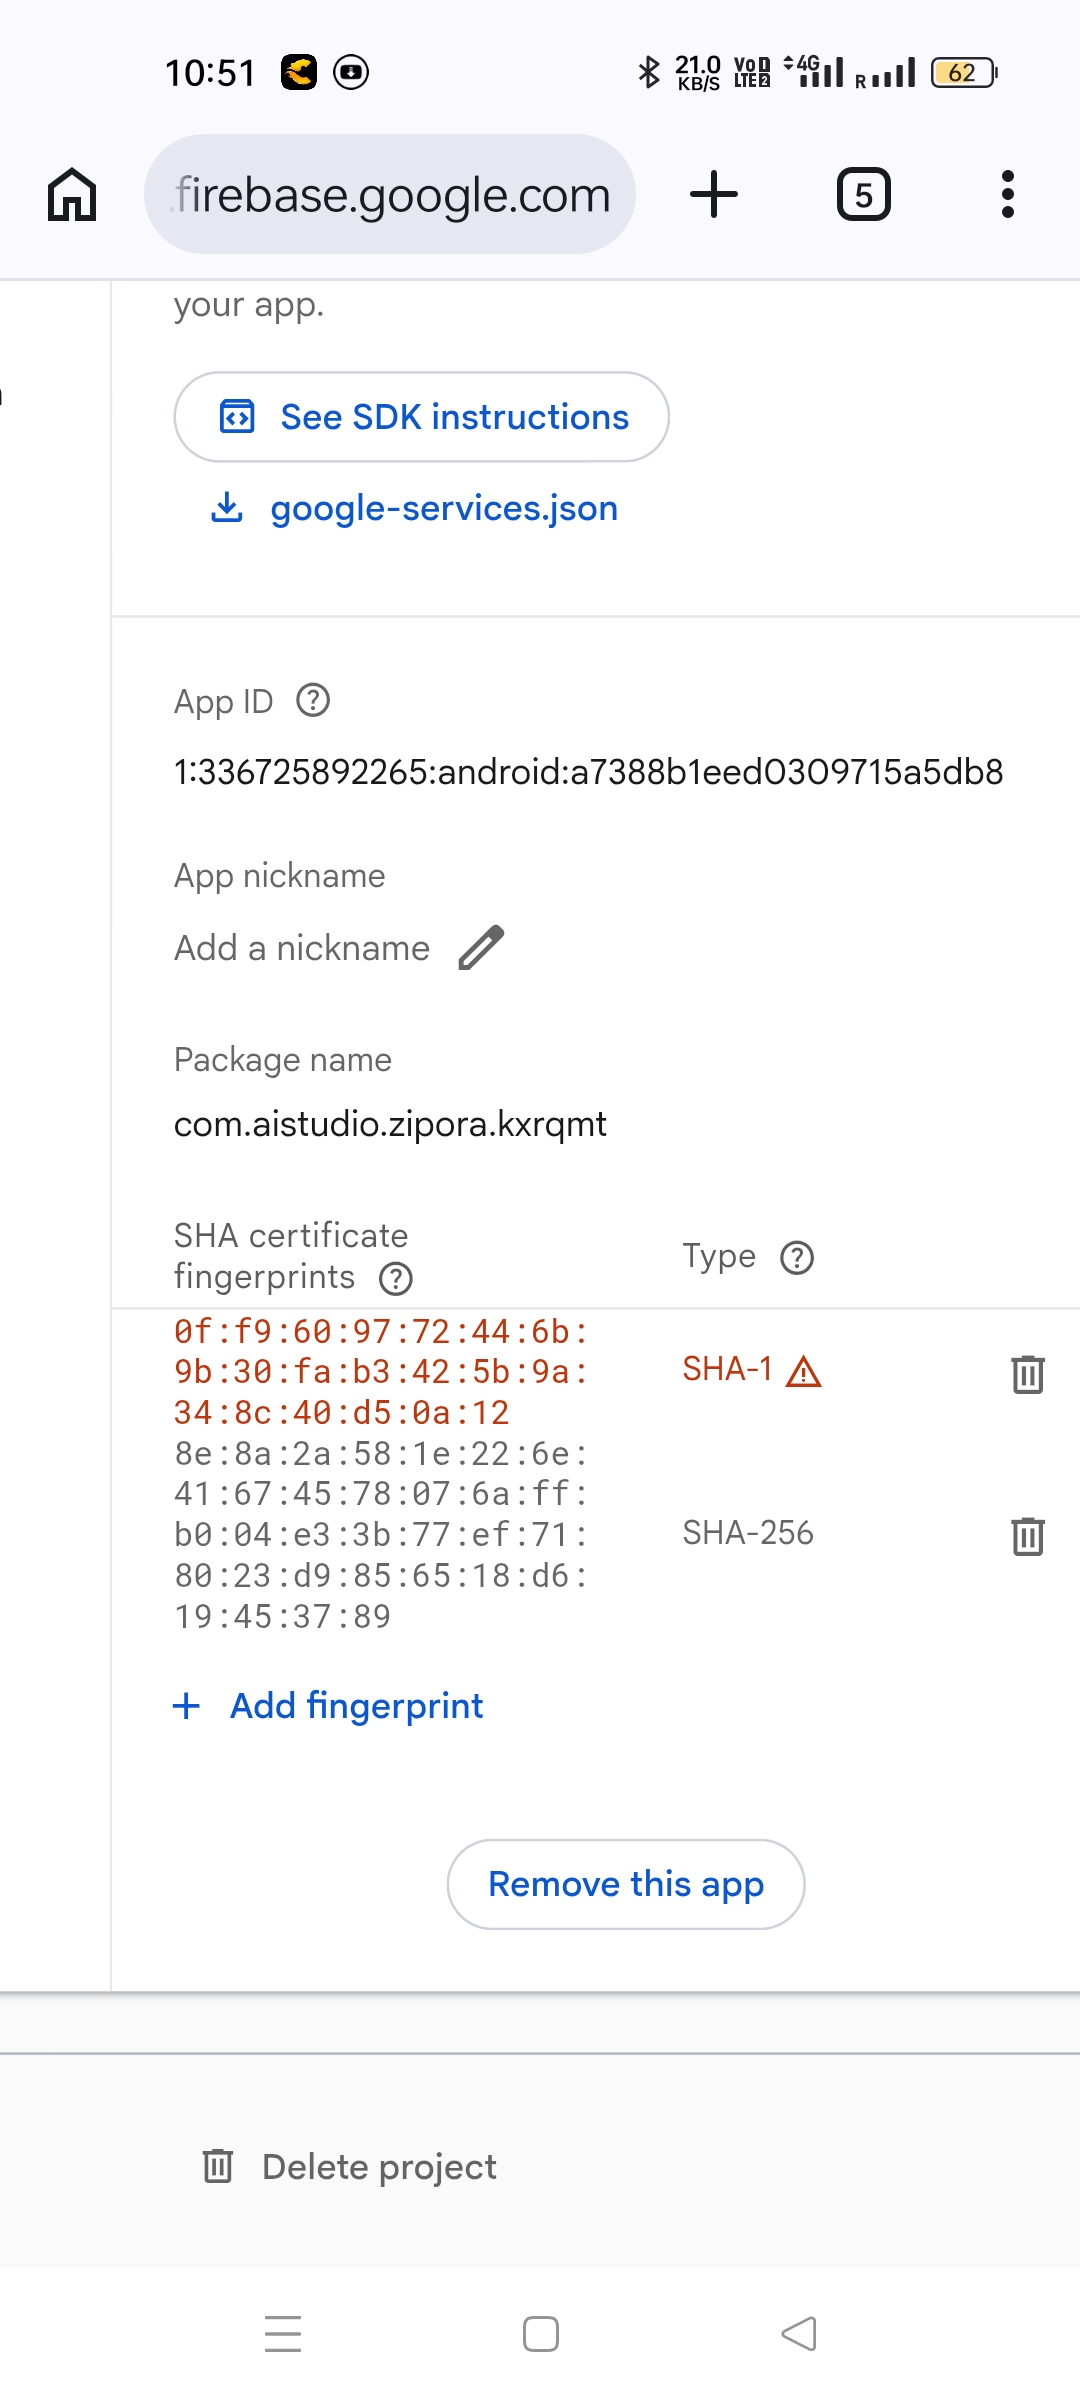 10:51
21.0 KB/S
VoLTE 1 2
4G
R
62
.firebase.google.com
5
your app.
See SDK instructions
google-services.json
App ID ?
1:336725892265:android:a7388b1eed0309715a5db8
App nickname
Add a nickname
Package name
com.aistudio.zipora.kxrqmt
SHA certificate
fingerprints ?
Type ?
0f:f9:60:97:72:44:6b:
9b:30:fa:b3:42:5b:9a:
34:8c:40:d5:0a:12
SHA-1
8e:8a:2a:58:1e:22:6e:
41:67:45:78:07:6a:ff:
b0:04:e3:3b:77:ef:71:
80:23:d9:85:65:18:d6:
19:45:37:89
SHA-256
+ Add fingerprint
Remove this app
Delete project